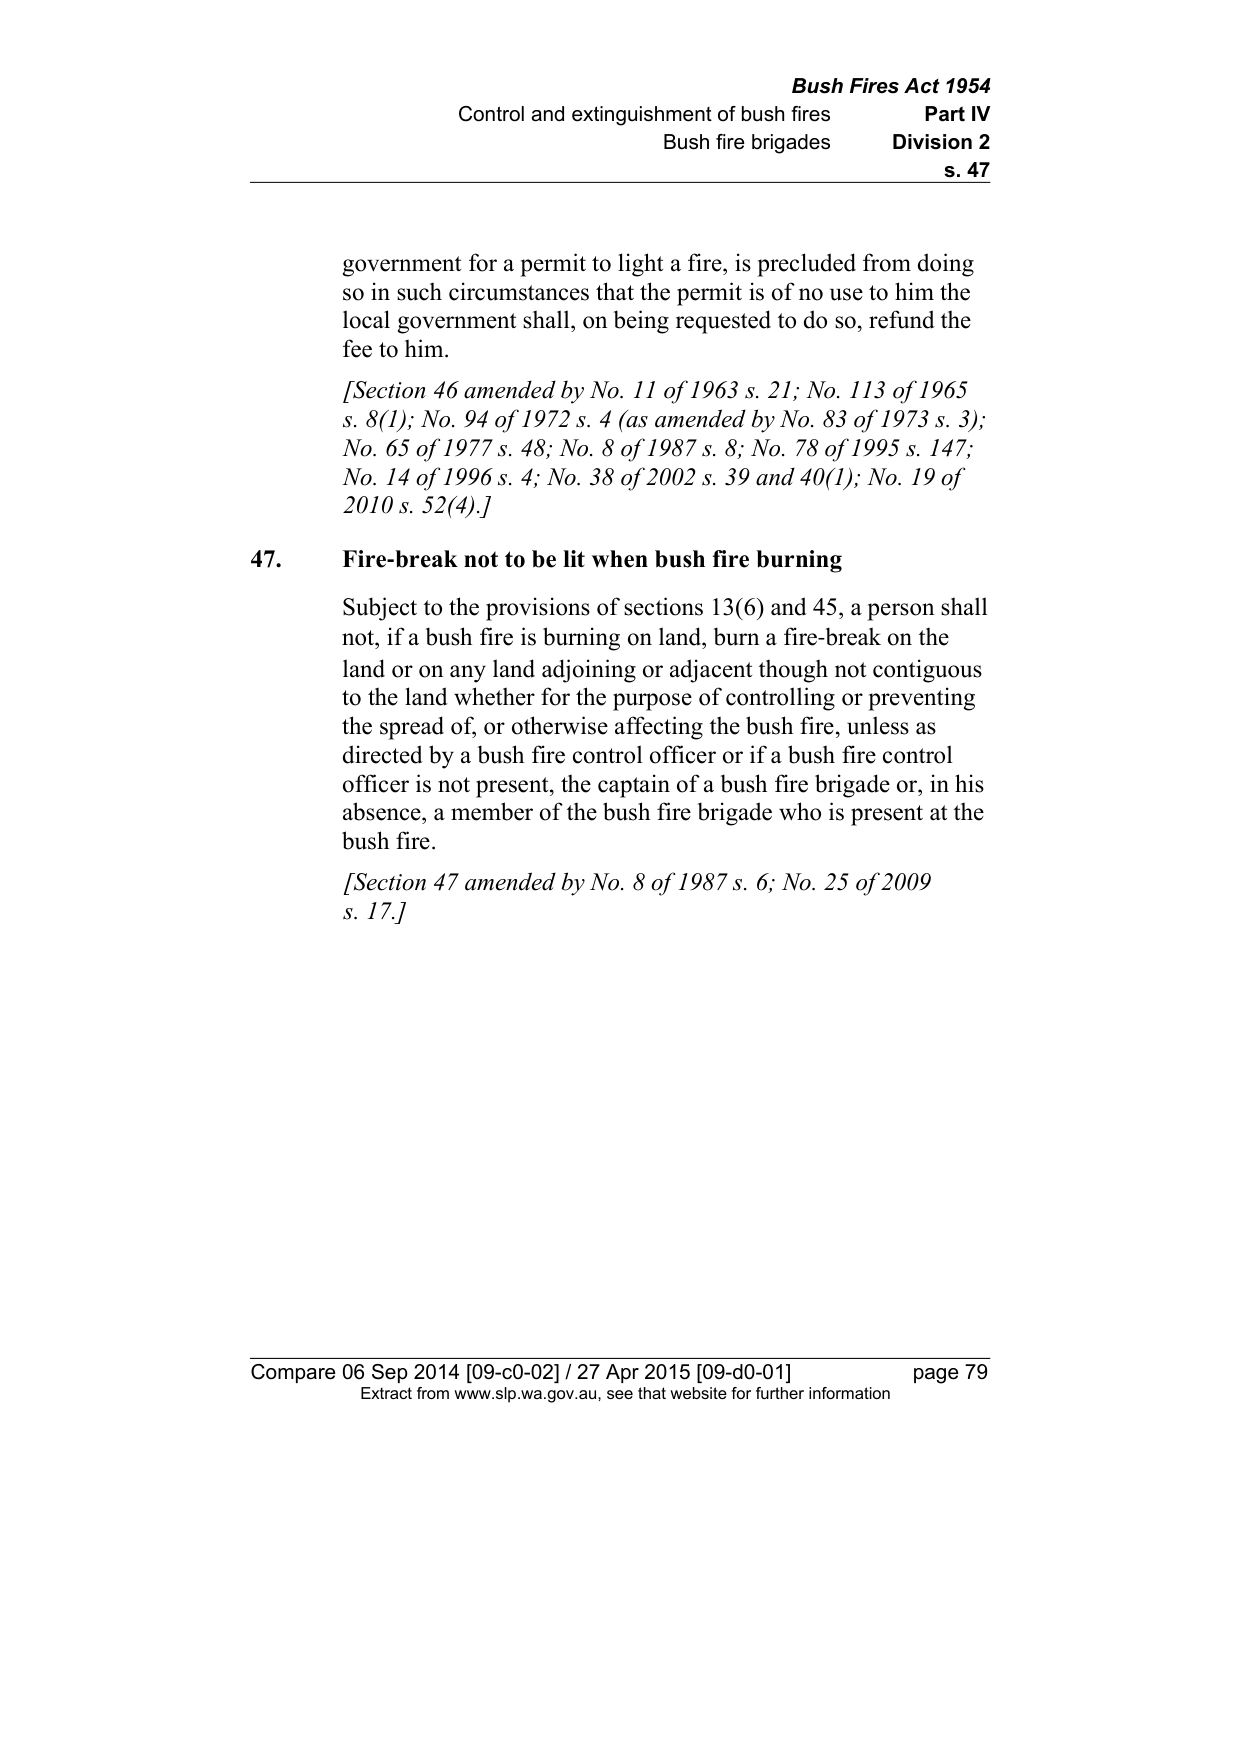 Bush Fires Act 1954
Control and extinguishment of bush fires Part IV
Bush fire brigades Division 2
s. 47
government for a permit to light a fire, is precluded from doing
so in such circumstances that the permit is of no use to him the
local government shall, on being requested to do so, refund the
fee to him.
[Section 46 amended by No. 11 of 1963 s. 21; No. 113 of 1965
s. 8(1); No. 94 of 1972 s. 4 (as amended by No. 83 of 1973 s. 3);
No. 65 of 1977 s. 48; No. 8 of 1987 s. 8; No. 78 of 1995 s. 147;
No. 14 of 1996 s. 4; No. 38 of 2002 s. 39 and 40(1); No. 19 of
2010 s. 52(4).]
47. Fire-break not to be lit when bush fire burning
Subject to the provisions of sections 13(6) and 45, a person shall
not, if a bush fire is burning on land, burn a fire-break on the
land or on any land adjoining or adjacent though not contiguous
to the land whether for the purpose of controlling or preventing
the spread of, or otherwise affecting the bush fire, unless as
directed by a bush fire control officer or if a bush fire control
officer is not present, the captain of a bush fire brigade or, in his
absence, a member of the bush fire brigade who is present at the
bush fire.
[Section 47 amended by No. 8 of 1987 s. 6; No. 25 of 2009
s. 17.]
Compare 06 Sep 2014 [09-c0-02] / 27 Apr 2015 [09-d0-01] page 79
Extract from www.slp.wa.gov.au, see that website for further information